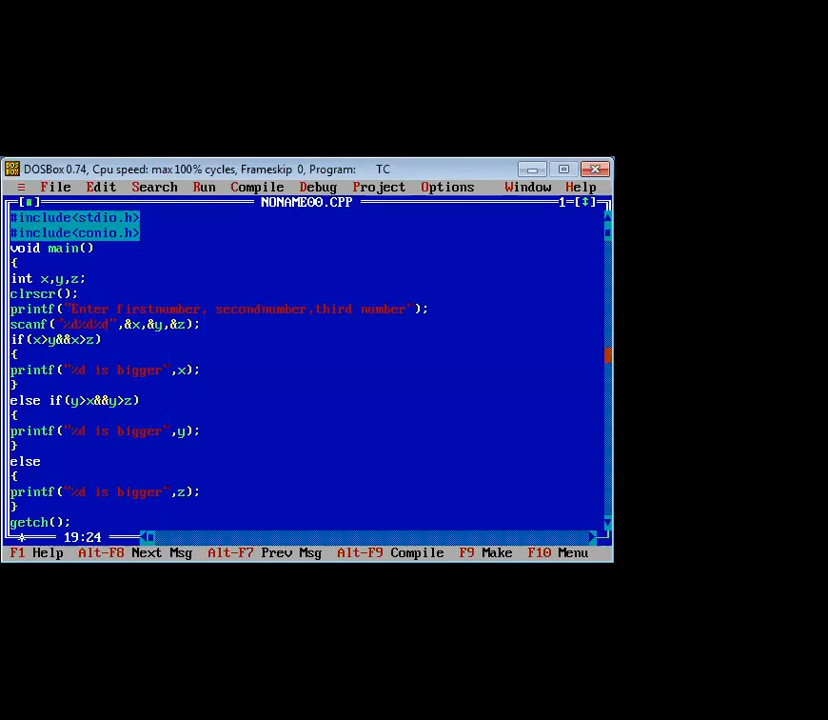 DOSBox 0.74, Cpu speed: max 100% cycles, Frameskip 0, Program: TC
≡ File Edit Search Run Compile Debug Project Options Window Help
[■] NONAME00.CPP 1=[↕]
#include<stdio.h>
#include<conio.h>
void main()
{
int x,y,z;
clrscr();
printf("Enter firstnumber, secondnumber,third number");
scanf("%d%d%d",&x,&y,&z);
if(x>y&&x>z)
{
printf("%d is bigger",x);
}
else if(y>x&&y>z)
{
printf("%d is bigger",y);
}
else
{
printf("%d is bigger",z);
}
getch();
* 19:24
F1 Help Alt-F8 Next Msg Alt-F7 Prev Msg Alt-F9 Compile F9 Make F10 Menu